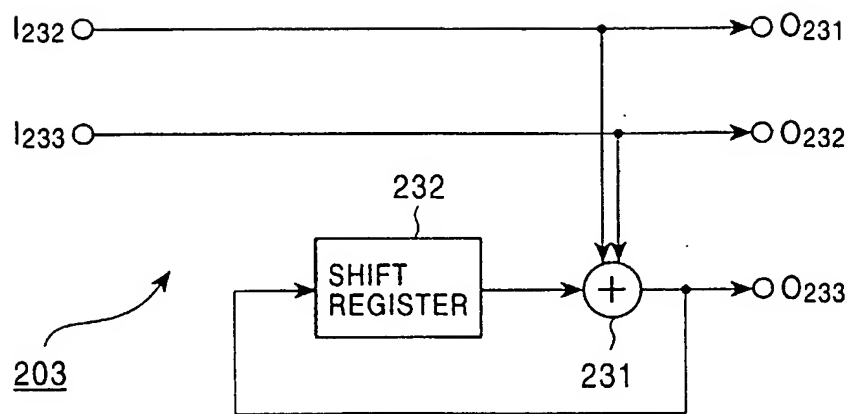 I232 O231
I233 O232
232
SHIFT
REGISTER
+
O233
231
203